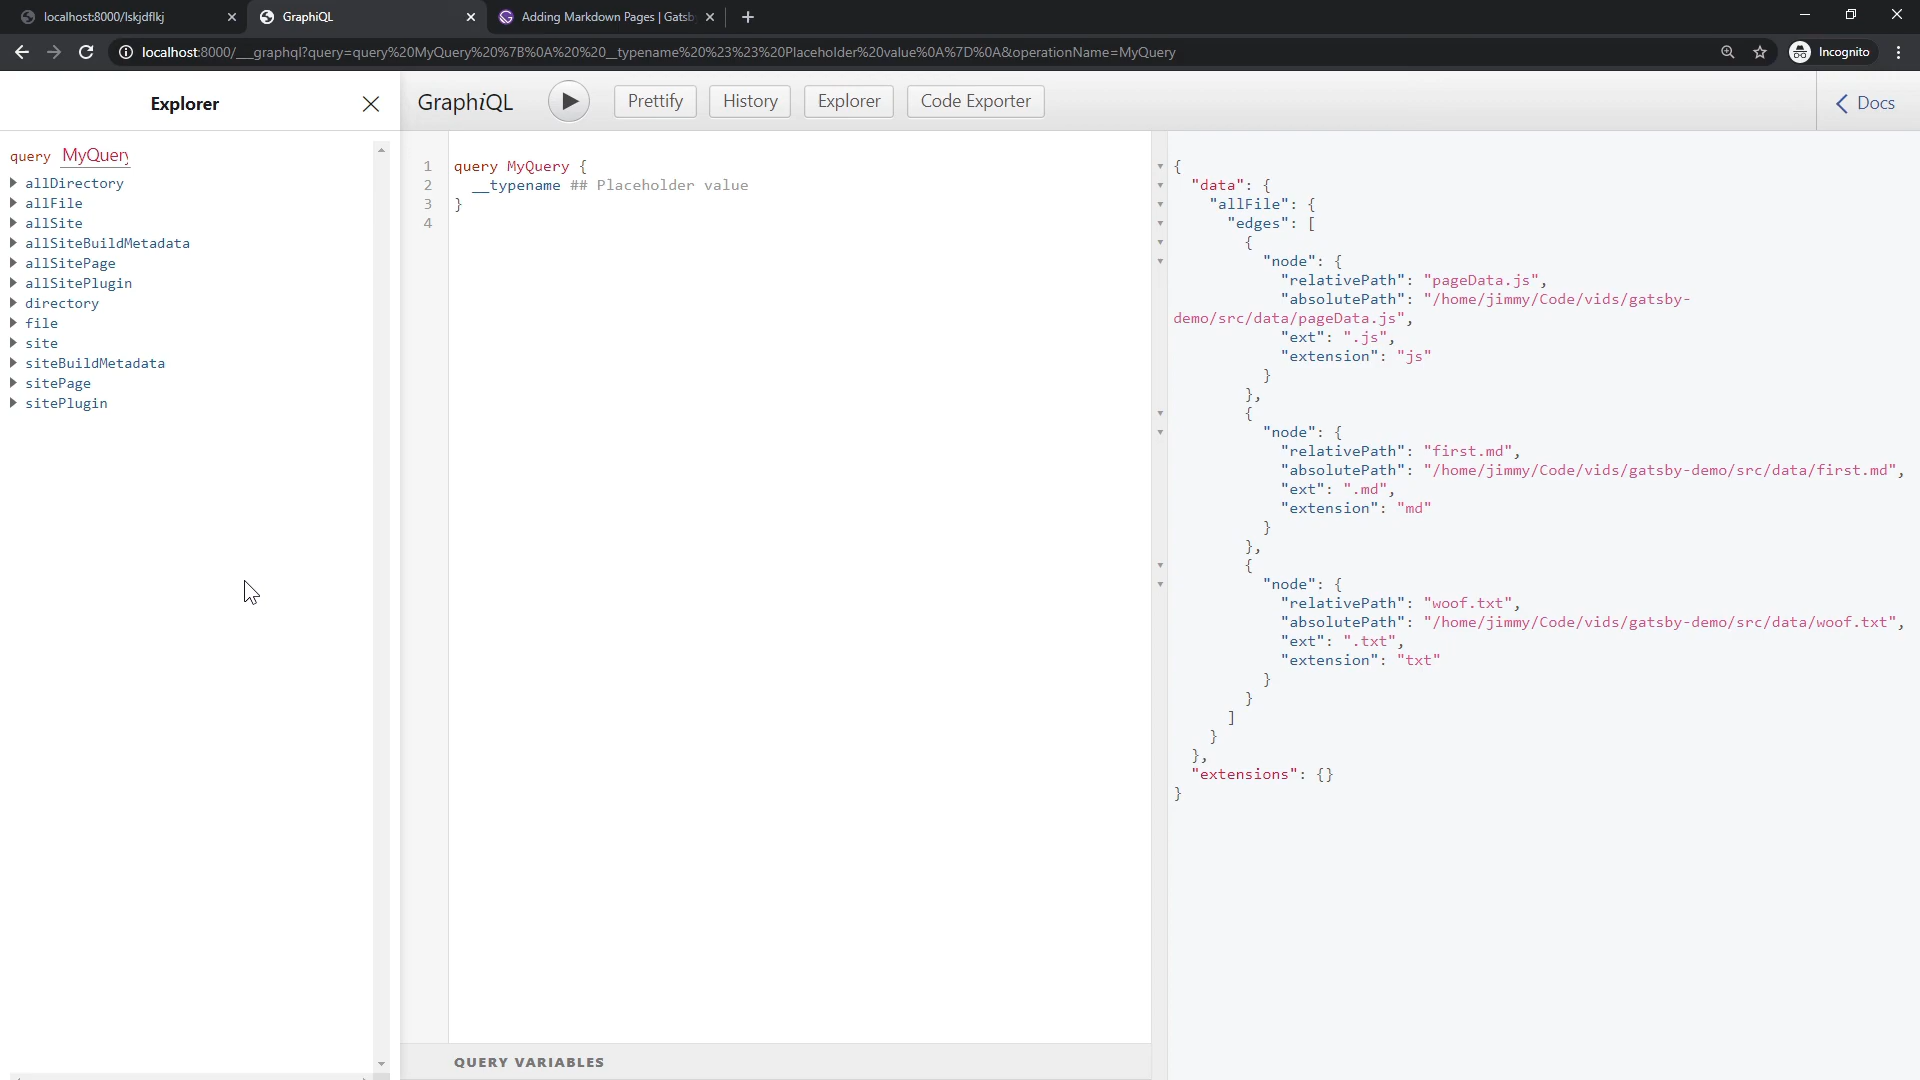 localhost:8000/lskjdflkj
GraphiQL
Adding Markdown Pages | Gatsb
localhost:8000/___graphql?query=query%20MyQuery%20%7B%0A%20%20__typename%20%23%23%20Placeholder%20value%0A%7D%0A&operationName=MyQuery
Incognito
Explorer
GraphiQL
Prettify
History
Explorer
Code Exporter
Docs
query MyQuery
allDirectory
allFile
allSite
allSiteBuildMetadata
allSitePage
allSitePlugin
directory
file
site
siteBuildMetadata
sitePage
sitePlugin
1 query MyQuery {
2 __typename ## Placeholder value
3 }
4
{
"data": {
"allFile": {
"edges": [
{
"node": {
"relativePath": "pageData.js",
"absolutePath": "/home/jimmy/Code/vids/gatsby-
demo/src/data/pageData.js",
"ext": ".js",
"extension": "js"
}
},
{
"node": {
"relativePath": "first.md",
"absolutePath": "/home/jimmy/Code/vids/gatsby-demo/src/data/first.md",
"ext": ".md",
"extension": "md"
}
},
{
"node": {
"relativePath": "woof.txt",
"absolutePath": "/home/jimmy/Code/vids/gatsby-demo/src/data/woof.txt",
"ext": ".txt",
"extension": "txt"
}
}
]
}
},
"extensions": {}
}
QUERY VARIABLES